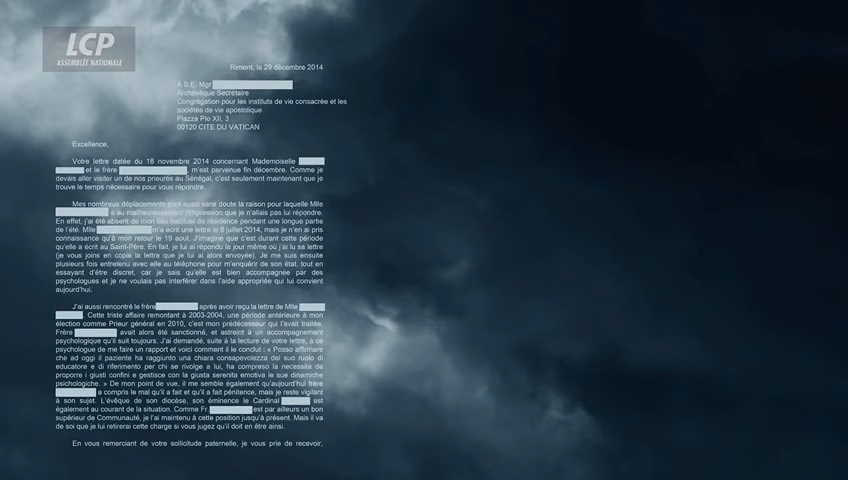 LCP
ASSEMBLÉE NATIONALE
Rimont, le 29 décembre 2014
A S.E. Mgr
Archevêque Secrétaire
Congrégation pour les instituts de vie consacrée et les
sociétés de vie apostolique
Piazza Pio XII, 3
00120 CITE DU VATICAN
Excellence,
Votre lettre datée du 18 novembre 2014 concernant Mademoiselle
et le frère , m'est parvenue fin décembre. Comme je
devais aller visiter un de nos prieurés au Sénégal, c'est seulement maintenant que je
trouve le temps nécessaire pour vous répondre.
Mes nombreux déplacements sont aussi sans doute la raison pour laquelle Mlle
a eu malheureusement l'impression que je n'allais pas lui répondre.
En effet, j'ai été absent de mon lieu habituel de résidence pendant une longue partie
de l'été. Mlle m'a écrit une lettre le 8 juillet 2014, mais je n'en ai pris
connaissance qu'à mon retour le 19 aout. J'imagine que c'est durant cette période
qu'elle a écrit au Saint-Père. En fait, je lui ai répondu le jour même où j'ai lu sa lettre
(je vous joins en copie la lettre que je lui ai alors envoyée). Je me suis ensuite
plusieurs fois entretenu avec elle au téléphone pour m'enquérir de son état, tout en
essayant d'être discret, car je sais qu'elle est bien accompagnée par des
psychologues et je ne voulais pas interférer dans l'aide appropriée qui lui convient
aujourd'hui.
J'ai aussi rencontré le frère après avoir reçu la lettre de Mlle
. Cette triste affaire remontant à 2003-2004, une période antérieure à mon
élection comme Prieur général en 2010, c'est mon prédécesseur qui l'avait traitée.
Frère avait alors été sanctionné, et astreint à un accompagnement
psychologique qu'il suit toujours. J'ai demandé, suite à la lecture de votre lettre, à ce
psychologue de me faire un rapport et voici comment il le conclut : « Posso affirmare
che ad oggi il paziente ha raggiunto una chiara consapevolezza del suo ruolo di
educatore e di riferimento per chi se rivolge a lui, ha compreso la necessita de
proporre i giusti confini e gestisce con la giusta serenita emotiva le sue dinamiche
psichologiche. » De mon point de vue, il me semble également qu'aujourd'hui frère
a compris le mal qu'il a fait et qu'il a fait pénitence, mais je reste vigilant
à son sujet. L'évêque de son diocèse, son éminence le Cardinal est
également au courant de la situation. Comme Fr. est par ailleurs un bon
supérieur de Communauté, je l'ai maintenu à cette position jusqu'à présent. Mais il va
de soi que je lui retirerai cette charge si vous jugez qu'il doit en être ainsi.
En vous remerciant de votre sollicitude paternelle, je vous prie de recevoir,